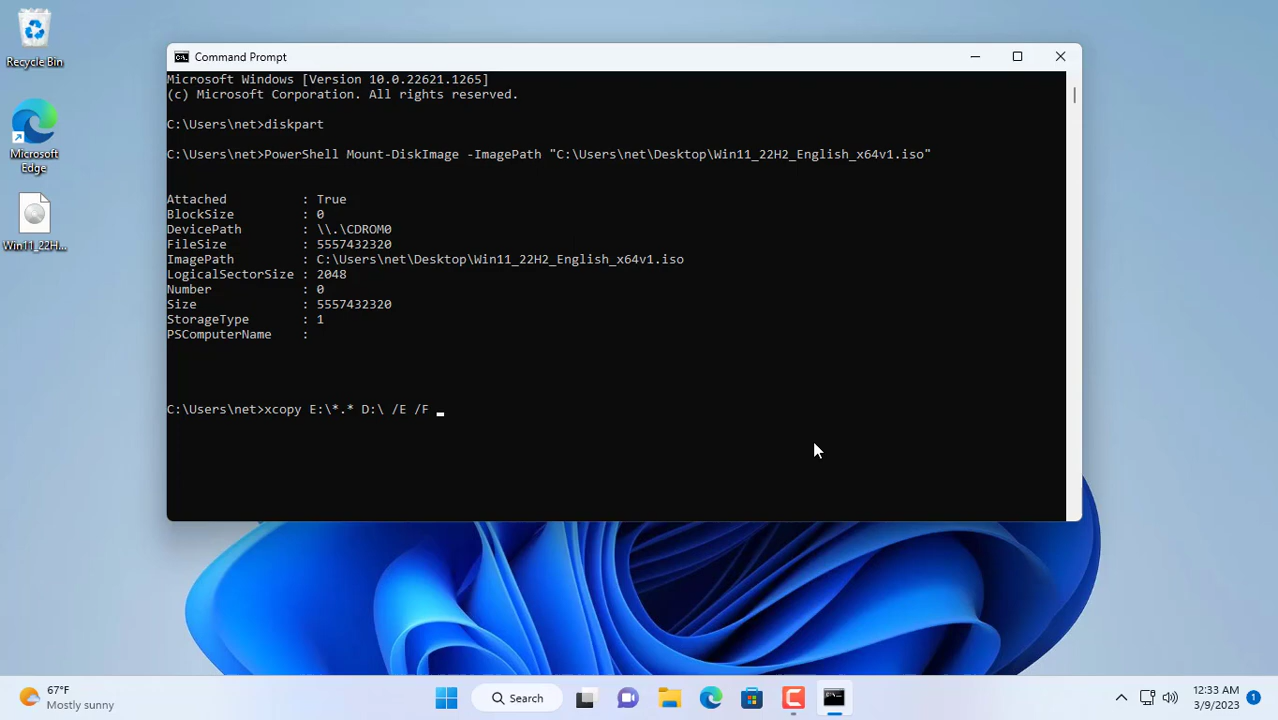 Recycle Bin
Microsoft
Edge
Win11_22H...
Command Prompt
Microsoft Windows [Version 10.0.22621.1265]
(c) Microsoft Corporation. All rights reserved.
C:\Users\net>diskpart
C:\Users\net>PowerShell Mount-DiskImage -ImagePath "C:\Users\net\Desktop\Win11_22H2_English_x64v1.iso"
Attached : True
BlockSize : 0
DevicePath : \\.\CDROM0
FileSize : 5557432320
ImagePath : C:\Users\net\Desktop\Win11_22H2_English_x64v1.iso
LogicalSectorSize : 2048
Number : 0
Size : 5557432320
StorageType : 1
PSComputerName :
C:\Users\net>xcopy E:\*.* D:\ /E /F _
67°F
Mostly sunny
Search
12:33 AM
3/9/2023
1